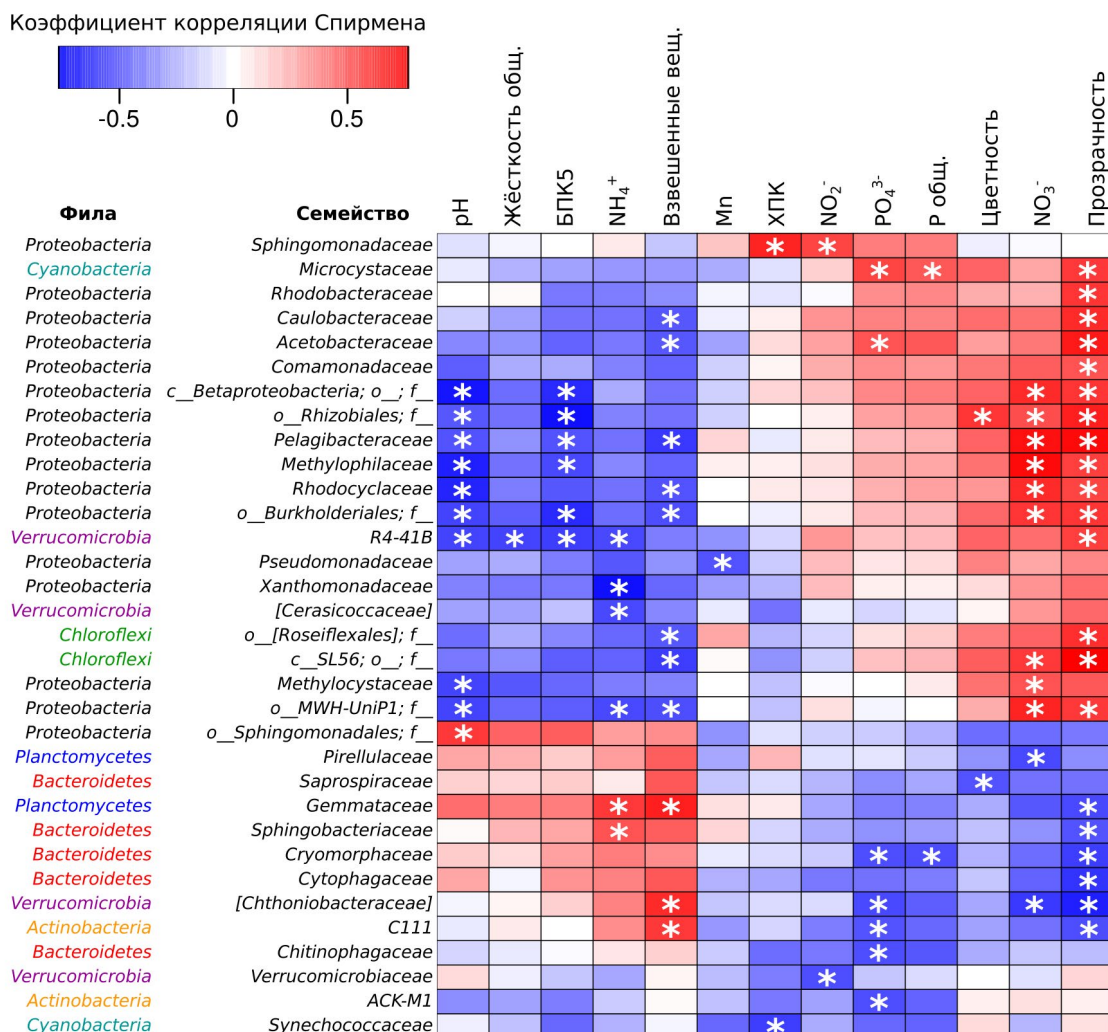 Коэффициент корреляции Спирмена
-0.5 0 0.5
pH
Жёсткость общ.
БПК5
NH₄⁺
Взвешенные вещ.
Mn
ХПК
NO₂⁻
PO₄³⁻
P общ.
Цветность
NO₃⁻
Прозрачность
Фила Семейство
Proteobacteria Sphingomonadaceae
Cyanobacteria Microcystaceae
Proteobacteria Rhodobacteraceae
Proteobacteria Caulobacteraceae
Proteobacteria Acetobacteraceae
Proteobacteria Comamonadaceae
Proteobacteria c__Betaproteobacteria; o__; f__
Proteobacteria o__Rhizobiales; f__
Proteobacteria Pelagibacteraceae
Proteobacteria Methylophilaceae
Proteobacteria Rhodocyclaceae
Proteobacteria o__Burkholderiales; f__
Verrucomicrobia R4-41B
Proteobacteria Pseudomonadaceae
Proteobacteria Xanthomonadaceae
Verrucomicrobia [Cerasicoccaceae]
Chloroflexi o__[Roseiflexales]; f__
Chloroflexi c__SL56; o__; f__
Proteobacteria Methylocystaceae
Proteobacteria o__MWH-UniP1; f__
Proteobacteria o__Sphingomonadales; f__
Planctomycetes Pirellulaceae
Bacteroidetes Saprospiraceae
Planctomycetes Gemmataceae
Bacteroidetes Sphingobacteriaceae
Bacteroidetes Cryomorphaceae
Bacteroidetes Cytophagaceae
Verrucomicrobia [Chthoniobacteraceae]
Actinobacteria C111
Bacteroidetes Chitinophagaceae
Verrucomicrobia Verrucomicrobiaceae
Actinobacteria ACK-M1
Cyanobacteria Synechococcaceae